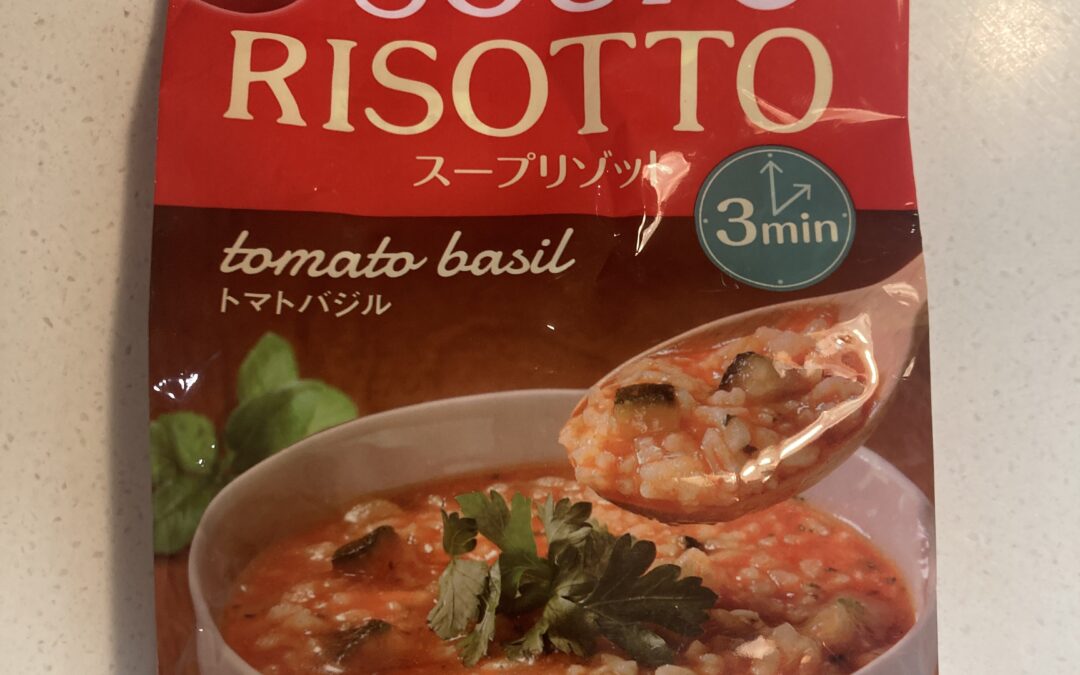 RISOTTO
スープリゾット
3min
tomato basil
トマトバジル